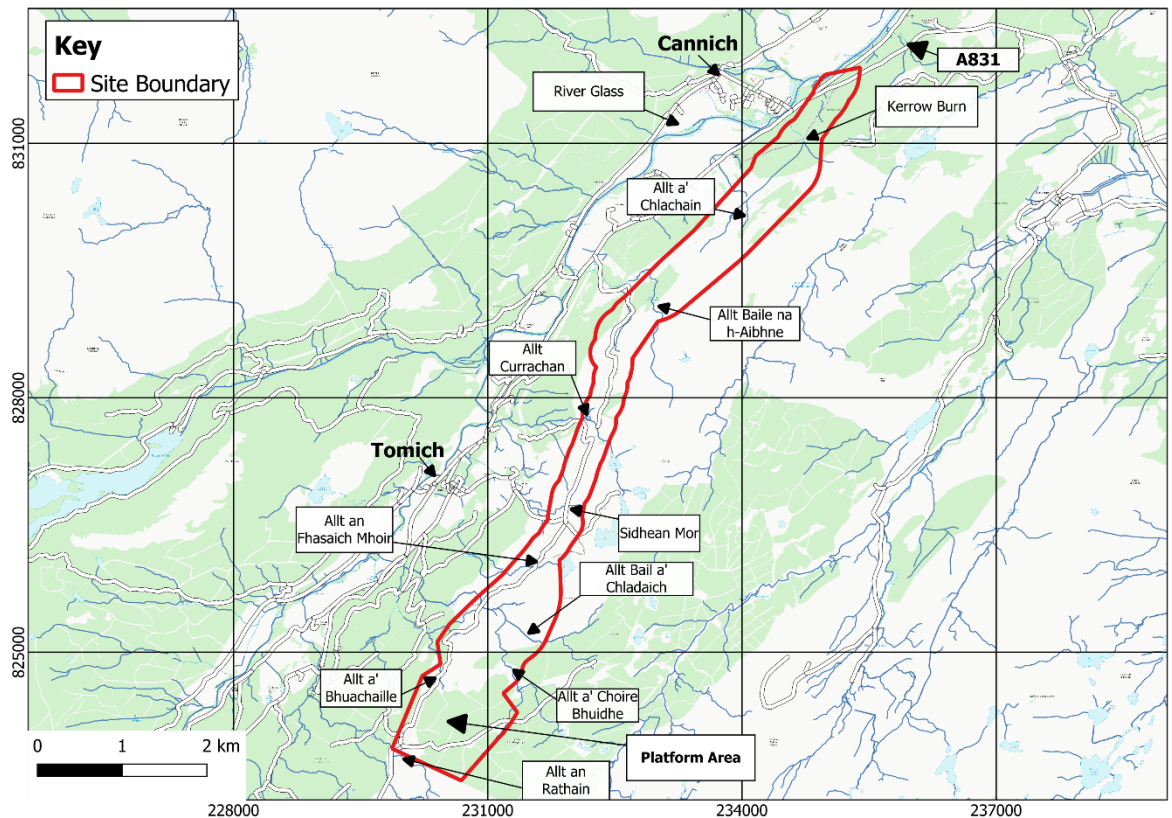 Key
Site Boundary
Cannich
A831
River Glass
Kerrow Burn
831000
Allt a'
Chlachain
Allt Baile na
h-Aibhne
Allt
Currachan
828000
Tomich
Allt an
Fhasaich Mhoir
Sidhean Mor
Allt Bail a'
Chladaich
825000
Allt a'
Bhuachaille
Allt a' Choire
Bhuidhe
0 1 2 km
Platform Area
Allt an
Rathain
228000 231000 234000 237000